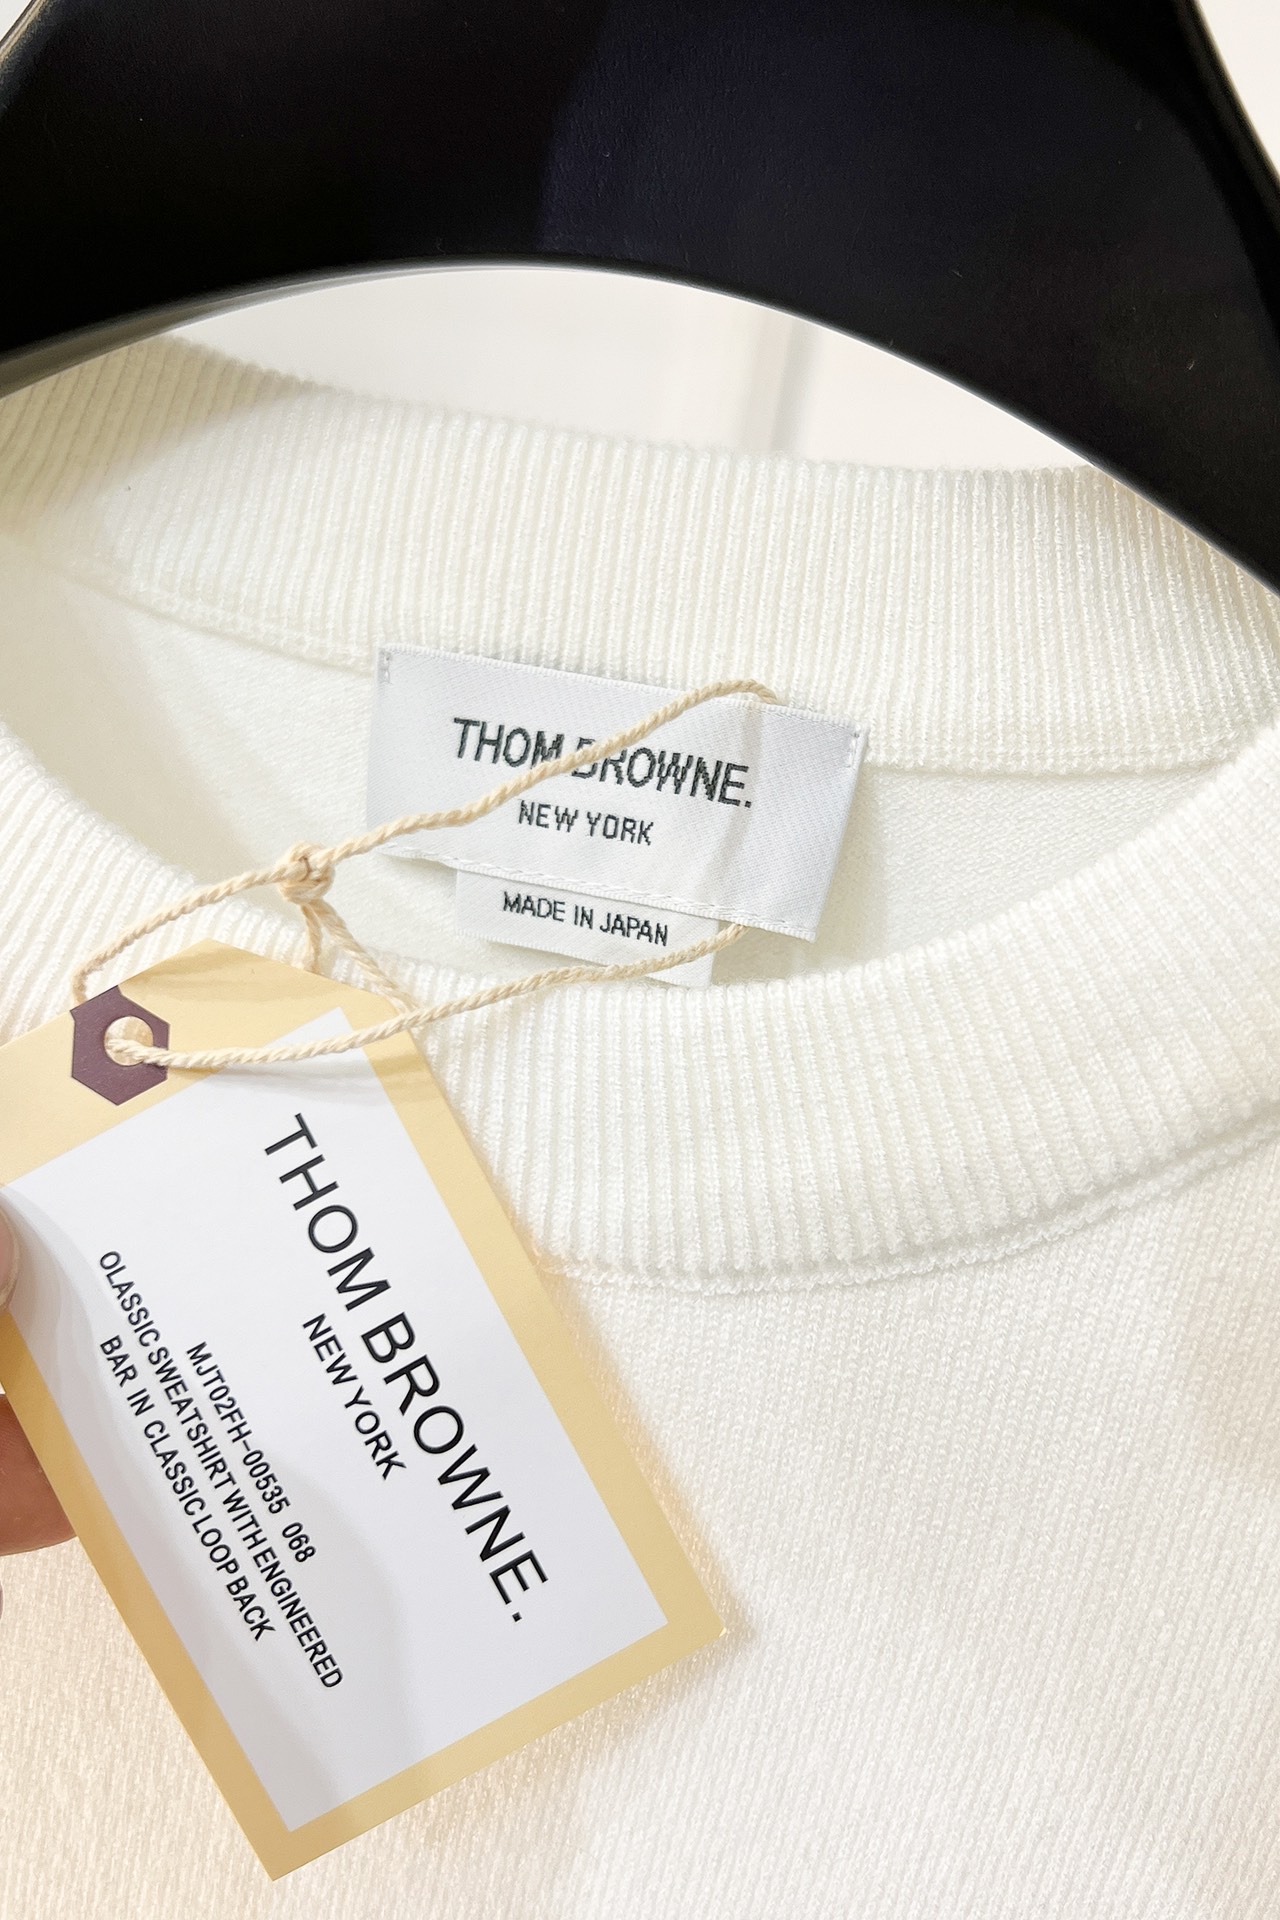 THOM BROWNE.
NEW YORK
MADE IN JAPAN
THOM BROWNE.
NEW YORK
MJT02FH-00535 068
OLASSIC SWEATSHIRT WITH ENGINEERED
BAR IN CLASSIC LOOP BACK